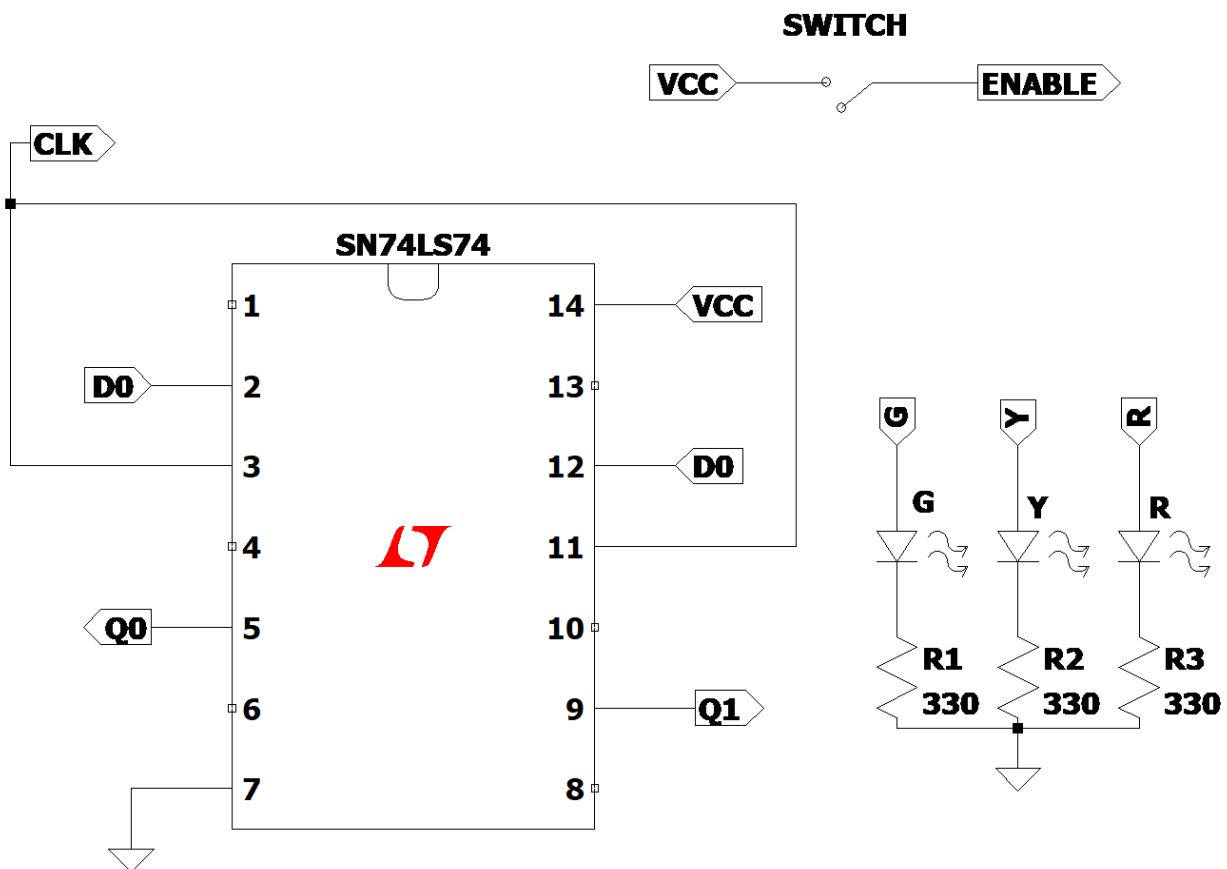 SWITCH
VCC ENABLE
CLK
SN74LS74
1 14 VCC
D0 2 13
3 12 D0
4 11
Q0 5 10
6 9 Q1
7 8
G Y R
G Y R
R1 R2 R3
330 330 330